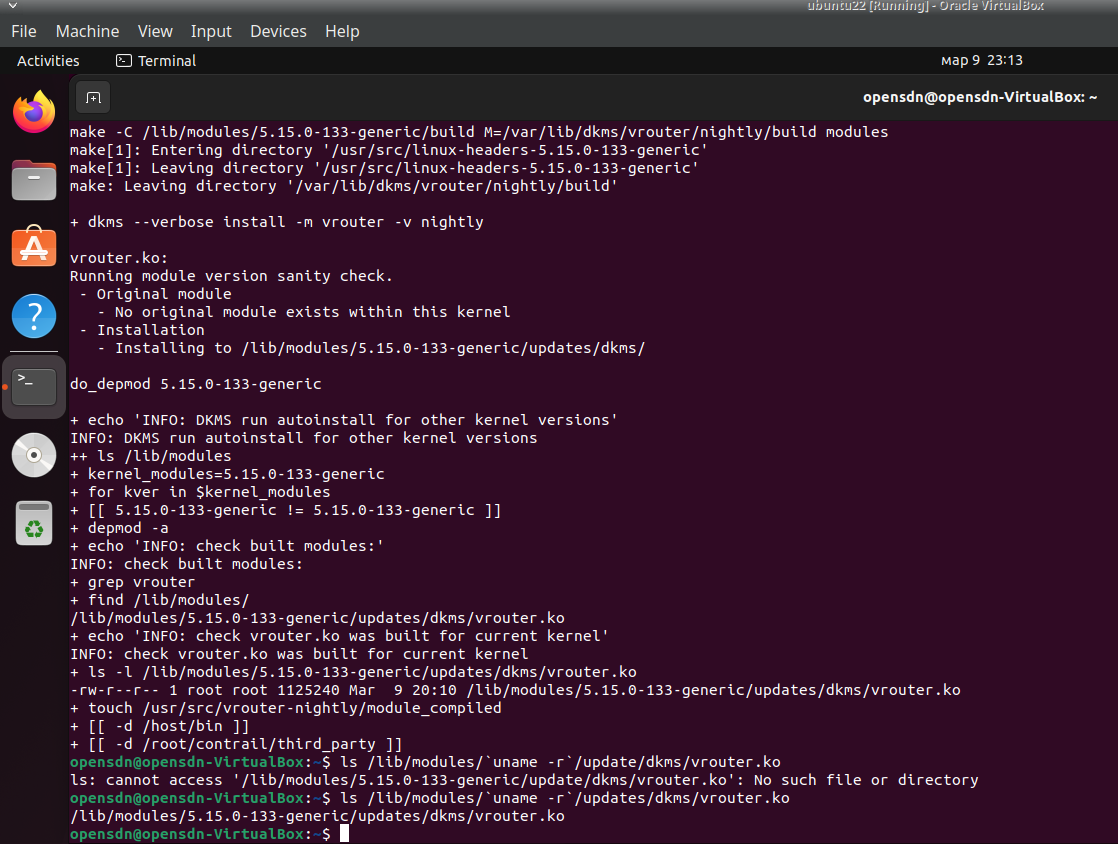 ubuntu22 [Running] - Oracle VirtualBox
File Machine View Input Devices Help
Activities Terminal мар 9 23:13
opensdn@opensdn-VirtualBox: ~
make -C /lib/modules/5.15.0-133-generic/build M=/var/lib/dkms/vrouter/nightly/build modules
make[1]: Entering directory '/usr/src/linux-headers-5.15.0-133-generic'
make[1]: Leaving directory '/usr/src/linux-headers-5.15.0-133-generic'
make: Leaving directory '/var/lib/dkms/vrouter/nightly/build'
+ dkms --verbose install -m vrouter -v nightly
vrouter.ko:
Running module version sanity check.
- Original module
- No original module exists within this kernel
- Installation
- Installing to /lib/modules/5.15.0-133-generic/updates/dkms/
do_depmod 5.15.0-133-generic
+ echo 'INFO: DKMS run autoinstall for other kernel versions'
INFO: DKMS run autoinstall for other kernel versions
++ ls /lib/modules
+ kernel_modules=5.15.0-133-generic
+ for kver in $kernel_modules
+ [[ 5.15.0-133-generic != 5.15.0-133-generic ]]
+ depmod -a
+ echo 'INFO: check built modules:'
INFO: check built modules:
+ grep vrouter
+ find /lib/modules/
/lib/modules/5.15.0-133-generic/updates/dkms/vrouter.ko
+ echo 'INFO: check vrouter.ko was built for current kernel'
INFO: check vrouter.ko was built for current kernel
+ ls -l /lib/modules/5.15.0-133-generic/updates/dkms/vrouter.ko
-rw-r--r-- 1 root root 1125240 Mar  9 20:10 /lib/modules/5.15.0-133-generic/updates/dkms/vrouter.ko
+ touch /usr/src/vrouter-nightly/module_compiled
+ [[ -d /host/bin ]]
+ [[ -d /root/contrail/third_party ]]
opensdn@opensdn-VirtualBox:~$ ls /lib/modules/`uname -r`/update/dkms/vrouter.ko
ls: cannot access '/lib/modules/5.15.0-133-generic/update/dkms/vrouter.ko': No such file or directory
opensdn@opensdn-VirtualBox:~$ ls /lib/modules/`uname -r`/updates/dkms/vrouter.ko
/lib/modules/5.15.0-133-generic/updates/dkms/vrouter.ko
opensdn@opensdn-VirtualBox:~$